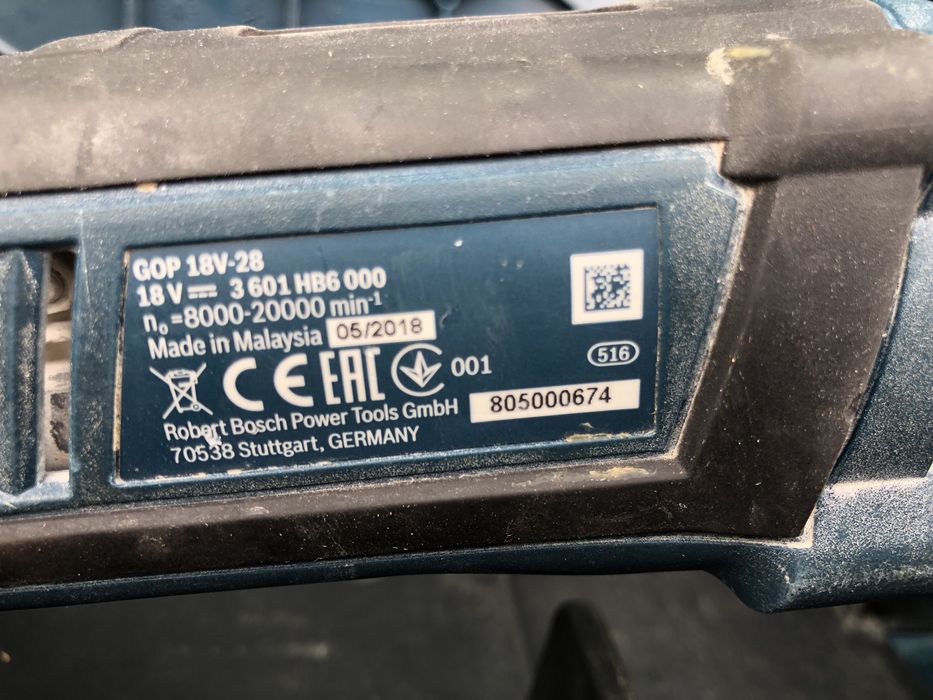 GOP 18V-28
18 V ⎓ 3 601 HB6 000
n₀ =8000-20000 min⁻¹
Made in Malaysia 05/2018
CE EAC 001
516
805000674
Robert Bosch Power Tools GmbH
70538 Stuttgart, GERMANY